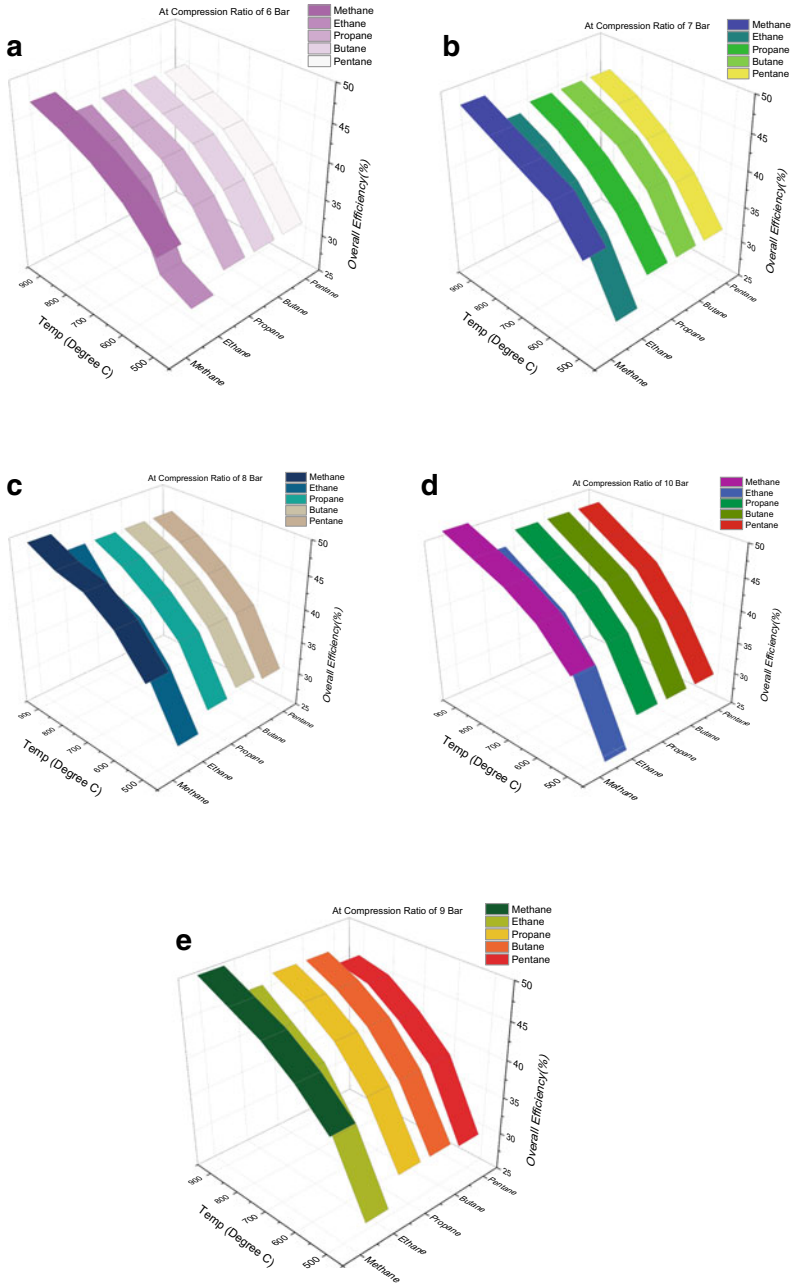 a
At Compression Ratio of 6 Bar
Methane
Ethane
Propane
Butane
Pentane
50
45
40
35
30
25
Overall Efficiency(%)
900
800
700
600
500
Temp (Degree C)
Methane
Ethane
Propane
Butane
Pentane
b
At Compression Ratio of 7 Bar
Methane
Ethane
Propane
Butane
Pentane
50
45
40
35
30
25
Overall Efficiency(%)
900
800
700
600
500
Temp (Degree C)
Methane
Ethane
Propane
Butane
Pentane
c
At Compression Ratio of 8 Bar
Methane
Ethane
Propane
Butane
Pentane
50
45
40
35
30
25
Overall Efficiency(%)
900
800
700
600
500
Temp (Degree C)
Methane
Ethane
Propane
Butane
Pentane
d
At Compression Ratio of 10 Bar
Methane
Ethane
Propane
Butane
Pentane
50
45
40
35
30
25
Overall Efficiency(%)
900
800
700
600
500
Temp (Degree C)
Methane
Ethane
Propane
Butane
Pentane
e
At Compression Ratio of 9 Bar
Methane
Ethane
Propane
Butane
Pentane
50
45
40
35
30
25
Overall Efficiency(%)
900
800
700
600
500
Temp (Degree C)
Methane
Ethane
Propane
Butane
Pentane